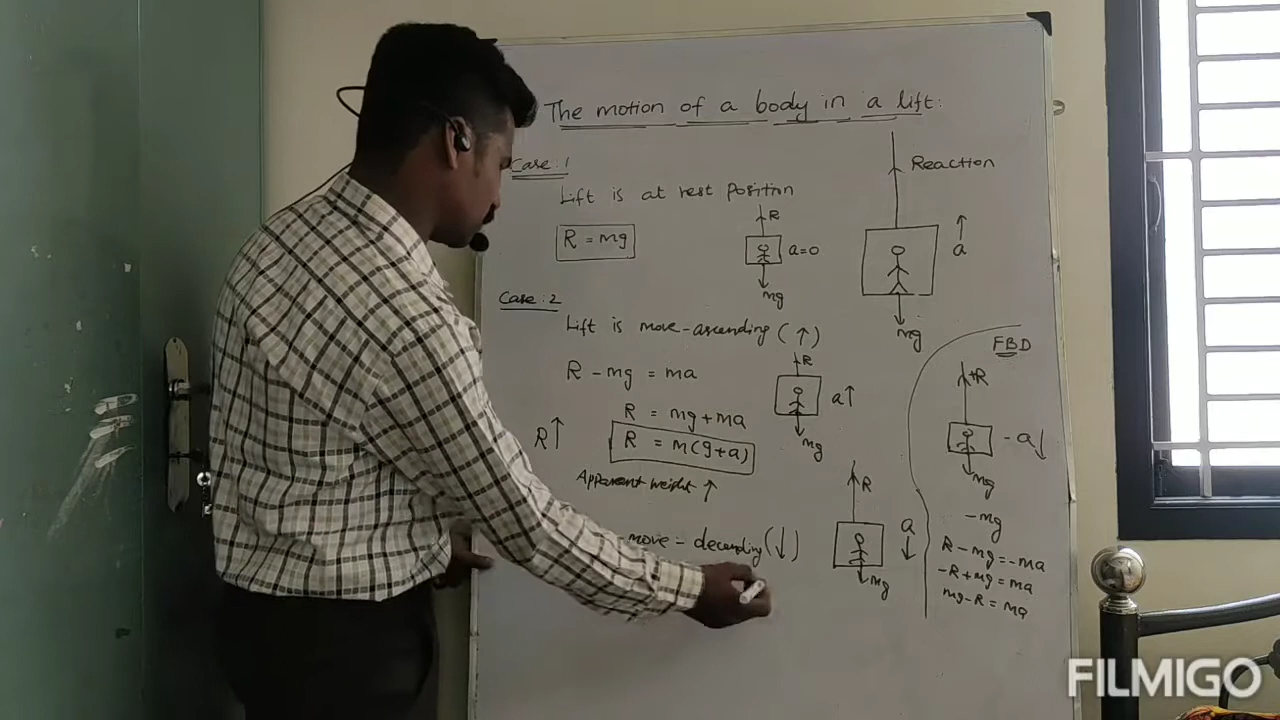 The motion of a body in a lift:
Case: 1
Lift is at rest position
R = mg
R
a=0
mg
Reaction
a
mg
Case: 2
Lift is move-ascending (↑)
R - mg = ma
R = mg+ma
R = m(g+a)
R↑
Apparent weight ↑
R
a↑
mg
move - decending (↓)
R
a
↓
mg
FBD
+R
-a↓
mg
-mg
R - mg = -ma
-R + mg = ma
mg - R = ma
FILMIGO